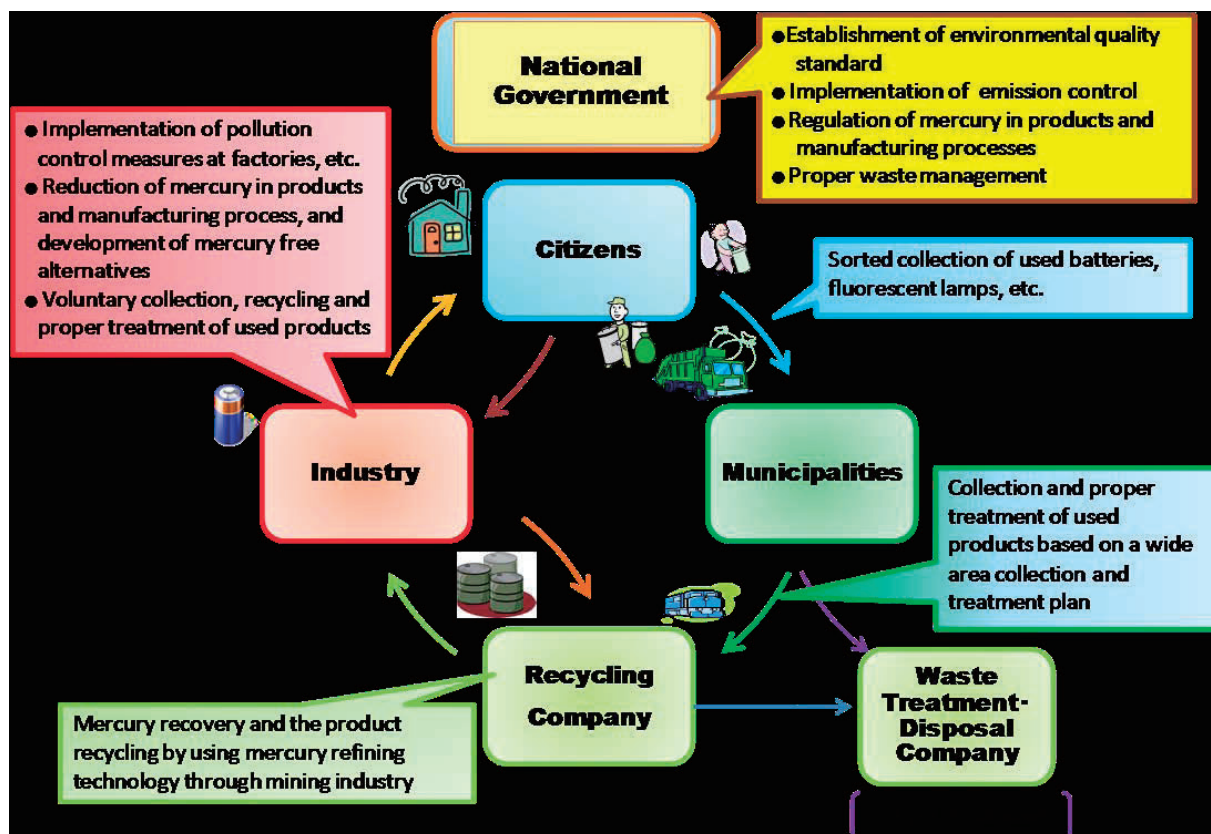 National
Government
●Establishment of environmental quality
standard
● Implementation of emission control
● Regulation of mercury in products and
manufacturing processes
● Proper waste management
● Implementation of pollution
control measures at factories, etc.
● Reduction of mercury in products
and manufacturing process, and
development of mercury free
alternatives
● Voluntary collection, recycling and
proper treatment of used products
Citizens
Sorted collection of used batteries,
fluorescent lamps, etc.
Industry
Municipalities
Collection and proper
treatment of used
products based on a wide
area collection and
treatment plan
Recycling
Company
Waste
Treatment-
Disposal
Company
Mercury recovery and the product
recycling by using mercury refining
technology through mining industry